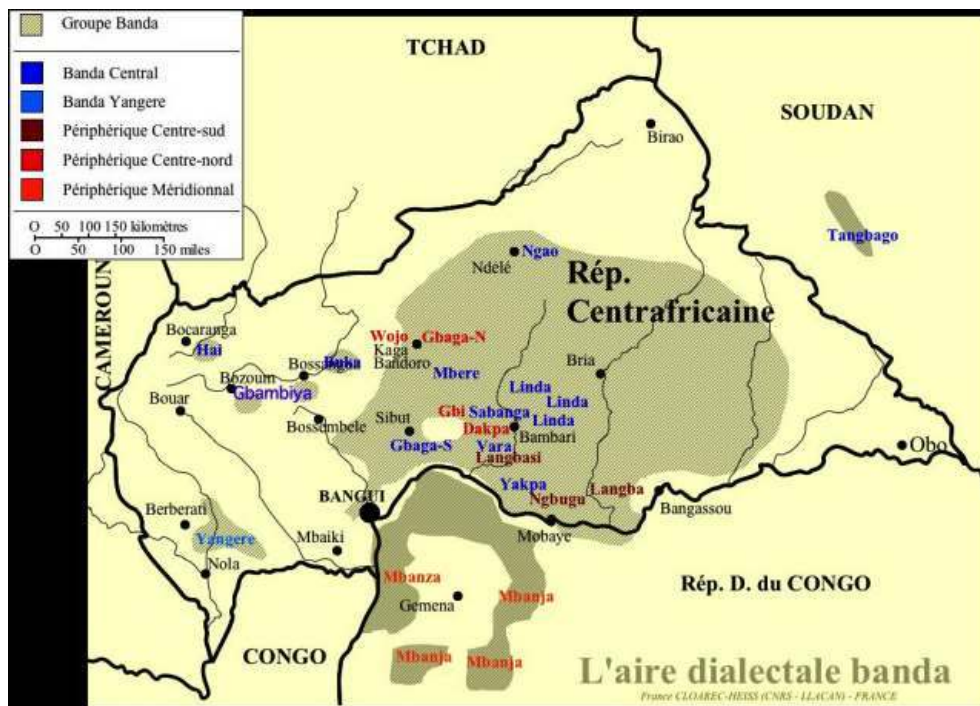 Groupe Banda
Banda Central
Banda Yangere
Périphérique Centre-sud
Périphérique Centre-nord
Périphérique Méridionnal
O 50 100 150 kilomètres
O 50 100 150 miles
TCHAD
SOUDAN
Birao
Tangbago
Ngao
Ndelé
Rép.
Centrafricaine
CAMEROUN
Bocaranga
Hai
Wojo Gbaga-N
Kaga
Bandoro
Buka
Bozoum
Gbambiya
Mbere
Bria
Linda
Linda
Bouar
Bossembele
Sibut
Gbi
Sabanga
Linda
Dakpa
Bambari
Gbaga-S
Vara
Langbasi
Obo
Yakpa
Ngbugu
Langba
BANGUI
Bangassou
Berberati
Yangere
Mbaiki
Mobaye
Nola
Mbanza
Gemena
Mbanja
Rép. D. du CONGO
CONGO
Mbanja
Mbanja
L'aire dialectale banda
France CLOAREC-HEISS (CNRS - LLACAN) - FRANCE